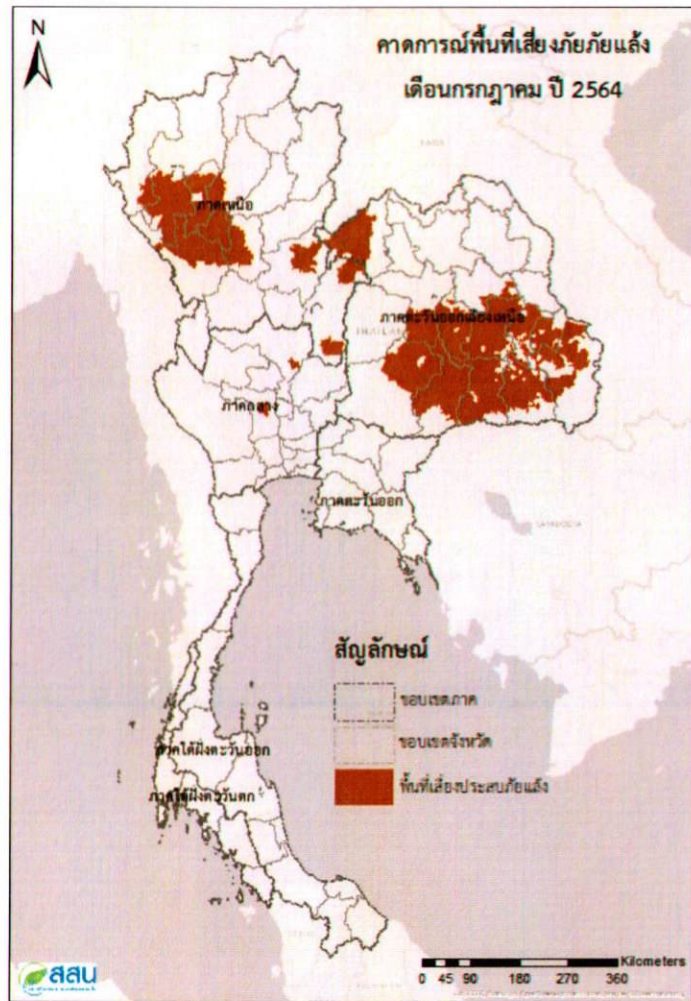 N
คาดการณ์พื้นที่เสี่ยงภัยภัยแล้ง
เดือนกรกฎาคม ปี 2564
ภาคเหนือ
ภาคตะวันออกเฉียงเหนือ
THAILAND
ภาคกลาง
ภาคตะวันออก
CAMBODIA
สัญลักษณ์
ขอบเขตภาค
ขอบเขตจังหวัด
พื้นที่เสี่ยงประสบภัยแล้ง
ภาคใต้ฝั่งตะวันออก
ภาคใต้ฝั่งตะวันตก
สสน
Kilometers
0 45 90 180 270 360